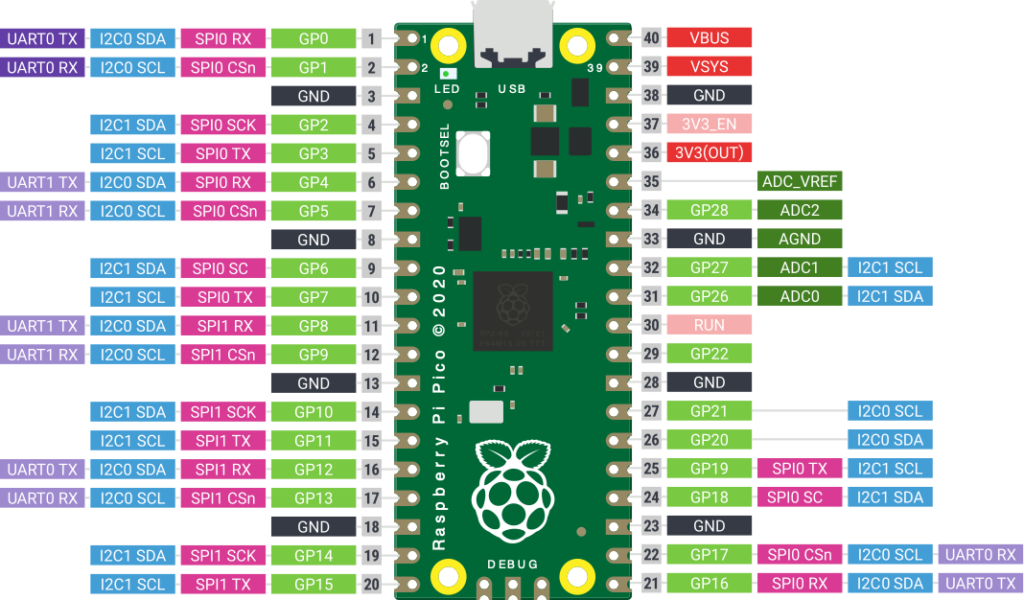 UART0 TX I2C0 SDA SPI0 RX GP0 1 1 40 VBUS
UART0 RX I2C0 SCL SPI0 CSn GP1 2 2 39 39 VSYS
LED USB
GND 3 38 GND
I2C1 SDA SPI0 SCK GP2 4 37 3V3_EN
BOOTSEL
I2C1 SCL SPI0 TX GP3 5 36 3V3(OUT)
UART1 TX I2C0 SDA SPI0 RX GP4 6 35 ADC_VREF
UART1 RX I2C0 SCL SPI0 CSn GP5 7 34 GP28 ADC2
GND 8 33 GND AGND
I2C1 SDA SPI0 SC GP6 9 32 GP27 ADC1 I2C1 SCL
I2C1 SCL SPI0 TX GP7 10 31 GP26 ADC0 I2C1 SDA
UART1 TX I2C0 SDA SPI1 RX GP8 11 30 RUN
UART1 RX I2C0 SCL SPI1 CSn GP9 12 29 GP22
Raspberry Pi Pico © 2020
GND 13 28 GND
I2C1 SDA SPI1 SCK GP10 14 27 GP21 I2C0 SCL
I2C1 SCL SPI1 TX GP11 15 26 GP20 I2C0 SDA
UART0 TX I2C0 SDA SPI1 RX GP12 16 25 GP19 SPI0 TX I2C1 SCL
UART0 RX I2C0 SCL SPI1 CSn GP13 17 24 GP18 SPI0 SC I2C1 SDA
GND 18 23 GND
I2C1 SDA SPI1 SCK GP14 19 22 GP17 SPI0 CSn I2C0 SCL UART0 RX
DEBUG
I2C1 SCL SPI1 TX GP15 20 21 GP16 SPI0 RX I2C0 SDA UART0 TX